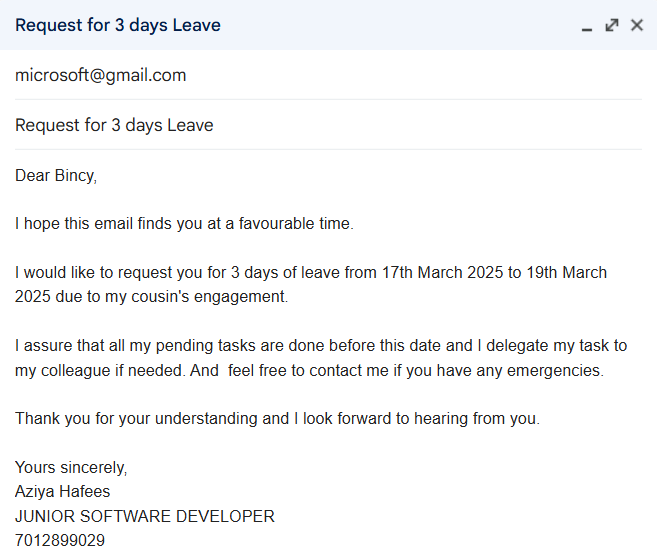 Request for 3 days Leave
microsoft@gmail.com
Request for 3 days Leave
Dear Bincy,
I hope this email finds you at a favourable time.
I would like to request you for 3 days of leave from 17th March 2025 to 19th March
2025 due to my cousin's engagement.
I assure that all my pending tasks are done before this date and I delegate my task to
my colleague if needed. And  feel free to contact me if you have any emergencies.
Thank you for your understanding and I look forward to hearing from you.
Yours sincerely,
Aziya Hafees
JUNIOR SOFTWARE DEVELOPER
7012899029